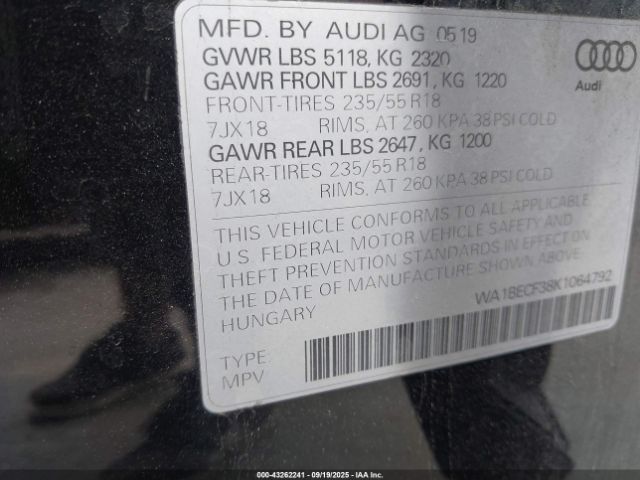 MFD. BY AUDI AG 05 19
GVWR LBS 5118, KG 2320
GAWR FRONT LBS 2691, KG 1220
FRONT-TIRES 235/55 R18
7JX18 RIMS, AT 260 KPA 38 PSI COLD
GAWR REAR LBS 2647, KG 1200
REAR-TIRES 235/55 R18
7JX18 RIMS, AT 260 KPA 38 PSI COLD
THIS VEHICLE CONFORMS TO ALL APPLICABLE
U.S. FEDERAL MOTOR VEHICLE SAFETY AND
THEFT PREVENTION STANDARDS IN EFFECT ON
THE DATE OF MANUFACTURE SHOWN ABOVE.
HUNGARY
Audi
WA1BECF38K1064792
TYPE:
MPV
000-43262241 - 09/19/2025 - IAAI, Inc.